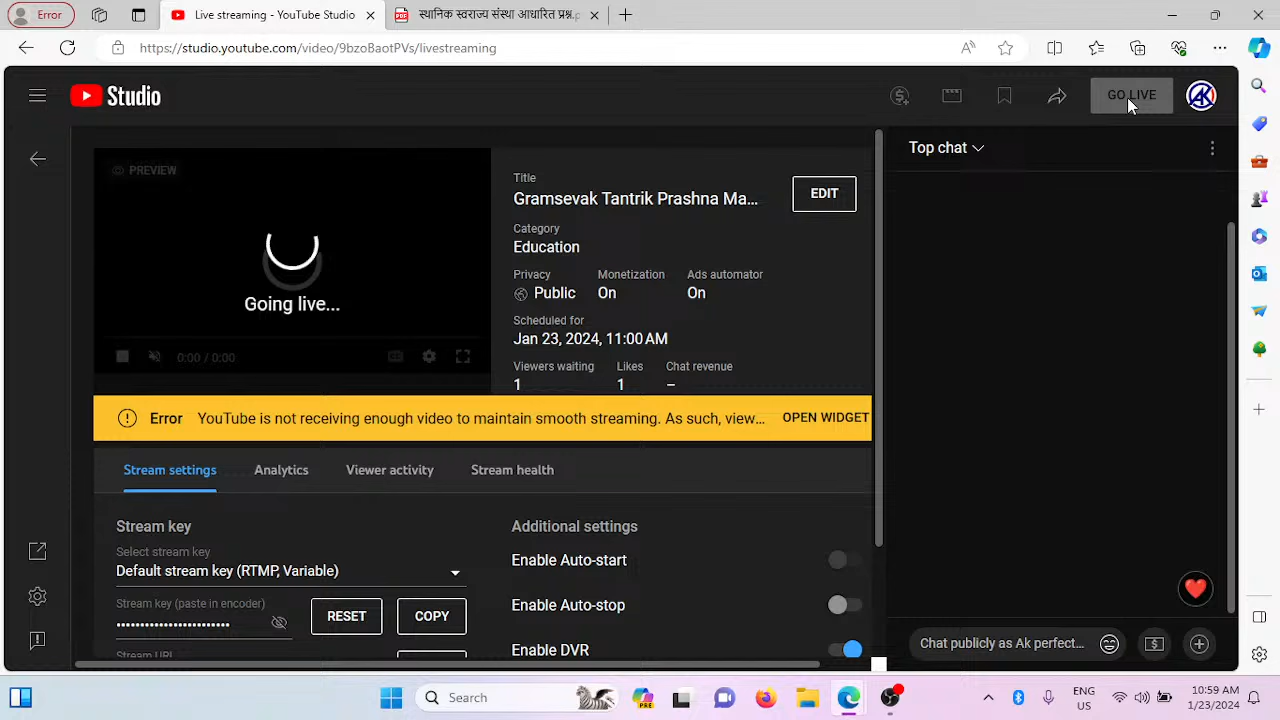 Error
Live streaming - YouTube Studio
स्थानिक स्वराज्य संस्था आधारित प्रश्न.p
https://studio.youtube.com/video/9bzoBaotPVs/livestreaming
Studio
GO LIVE
PREVIEW
Going live...
0:00 / 0:00
Title
Gramsevak Tantrik Prashna Ma...
EDIT
Category
Education
Privacy Monetization Ads automator
Public On On
Scheduled for
Jan 23, 2024, 11:00 AM
Viewers waiting Likes Chat revenue
1 1 –
Top chat
Error YouTube is not receiving enough video to maintain smooth streaming. As such, view... OPEN WIDGET
Stream settings Analytics Viewer activity Stream health
Stream key
Select stream key
Default stream key (RTMP, Variable)
Stream key (paste in encoder)
RESET COPY
Stream URL
Additional settings
Enable Auto-start
Enable Auto-stop
Enable DVR
Chat publicly as Ak perfect...
Search
PRE
ENG
US
10:59 AM
1/23/2024